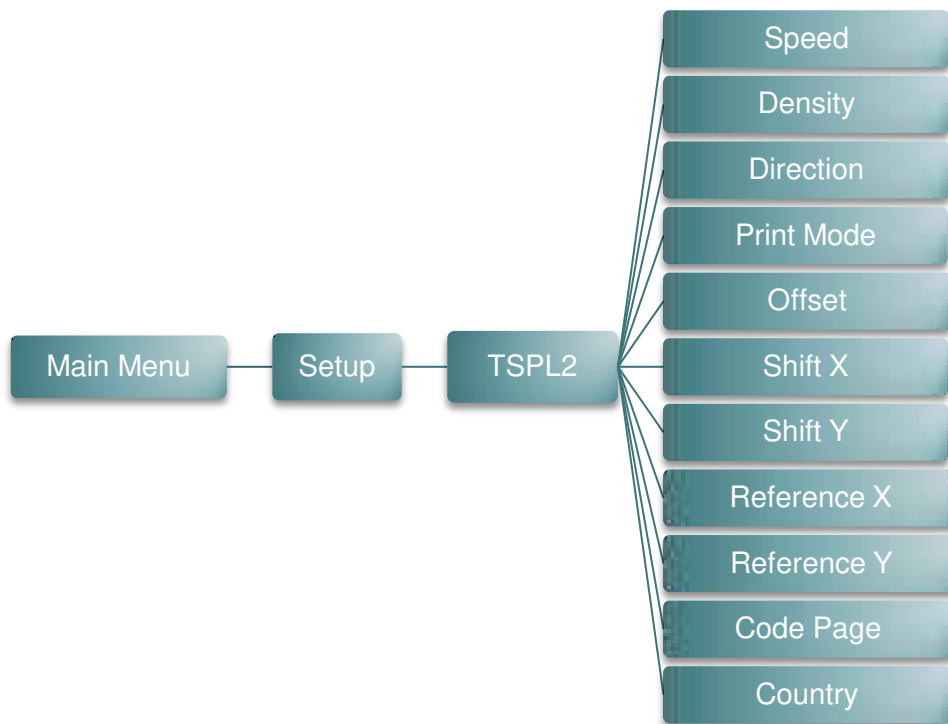 Main Menu
Setup
TSPL2
Speed
Density
Direction
Print Mode
Offset
Shift X
Shift Y
Reference X
Reference Y
Code Page
Country